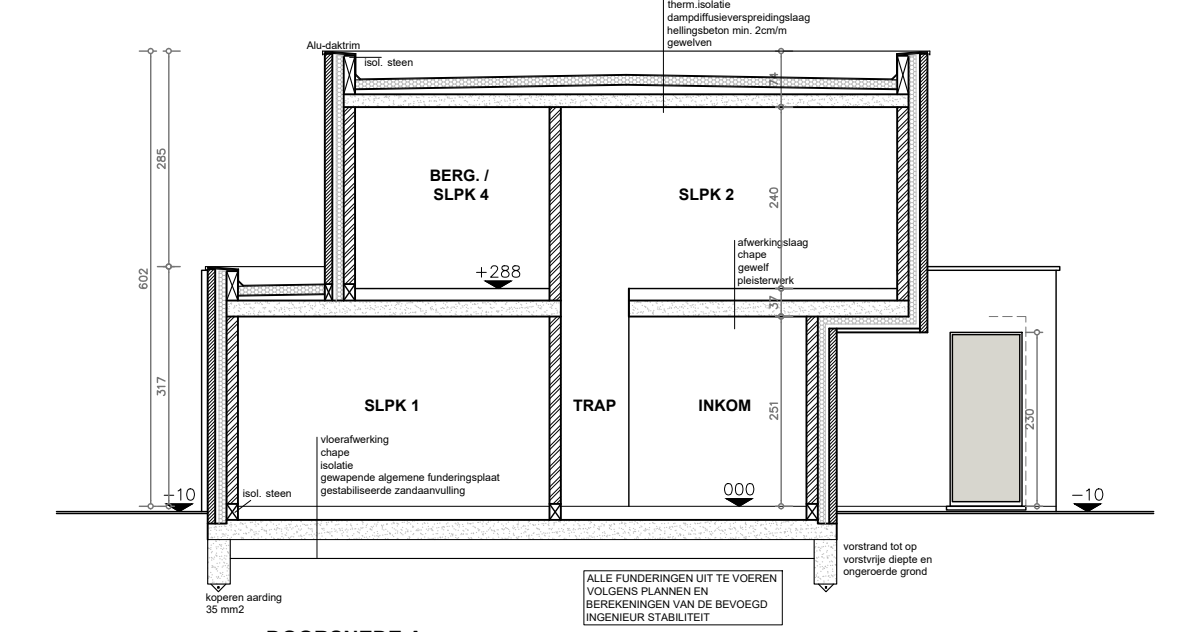 therm.isolatie
dampdiffusieverspreidingslaag
hellingsbeton min. 2cm/m
gewelven
Alu-daktrim
isol. steen
74
285
BERG. /
SLPK 4
SLPK 2
240
afwerkingslaag
chape
gewelf
pleisterwerk
+288
602
37
317
SLPK 1
TRAP
INKOM
251
230
vloerafwerking
chape
isolatie
gewapende algemene funderingsplaat
gestabiliseerde zandaanvulling
-10
isol. steen
000
-10
vorstrand tot op
vorstvrije diepte en
ongeroerde grond
koperen aarding
35 mm2
ALLE FUNDERINGEN UIT TE VOEREN
VOLGENS PLANNEN EN
BEREKENINGEN VAN DE BEVOEGD
INGENIEUR STABILITEIT